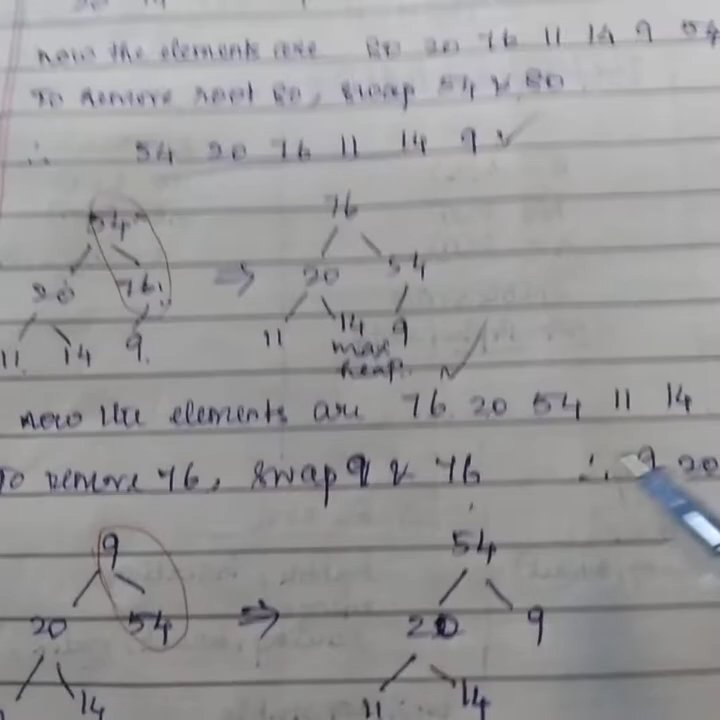 now the elements are 80 20 76 11 14 9 54
To remove root 80, swap 54 & 80
∴ 54 20 76 11 14 9 ✓
54 76
20 76 ⇒ 20 54
11 14 9 11 14 9
max
heap. ✓
now the elements are 76 20 54 11 14
To remove 76, swap 9 & 76 ∴ 9 20
9 54
20 54 ⇒ 20 9
14 11 14